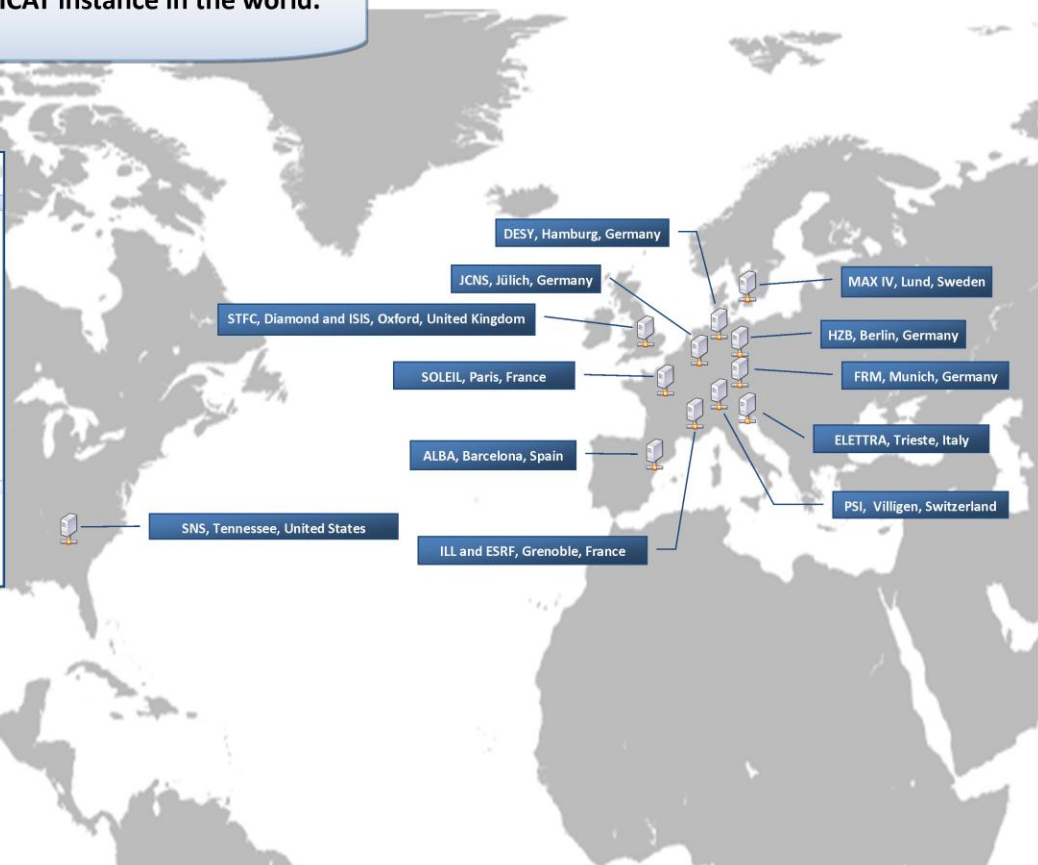 ICAT instance in the world.
DESY, Hamburg, Germany
JCNS, Jülich, Germany
MAX IV, Lund, Sweden
STFC, Diamond and ISIS, Oxford, United Kingdom
HZB, Berlin, Germany
SOLEIL, Paris, France
FRM, Munich, Germany
ELETTRA, Trieste, Italy
ALBA, Barcelona, Spain
PSI, Villigen, Switzerland
SNS, Tennessee, United States
ILL and ESRF, Grenoble, France